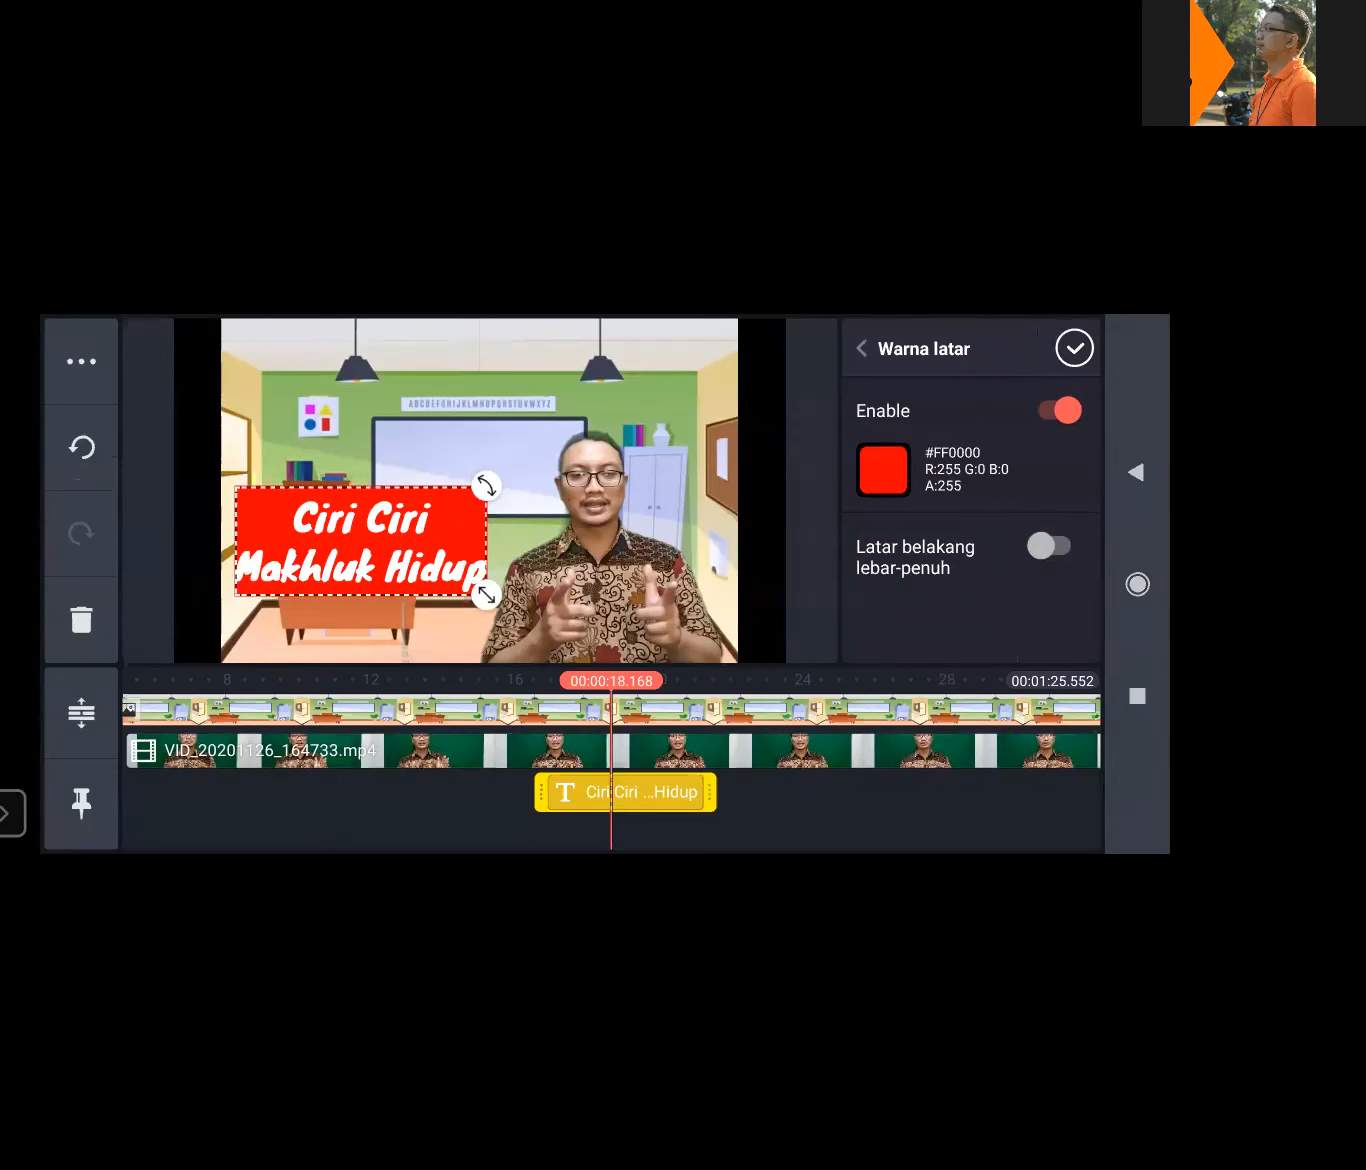 ABCDEFGHIJKLMNOPQRSTUVWXYZ
Ciri Ciri
Makhluk Hidup
Warna latar
Enable
#FF0000
R:255 G:0 B:0
A:255
Latar belakang
lebar-penuh
8 12 16 00:00:18.168 24 28 00:01:25.552
VID_20201126_164733.mp4
T Ciri Ciri ...Hidup